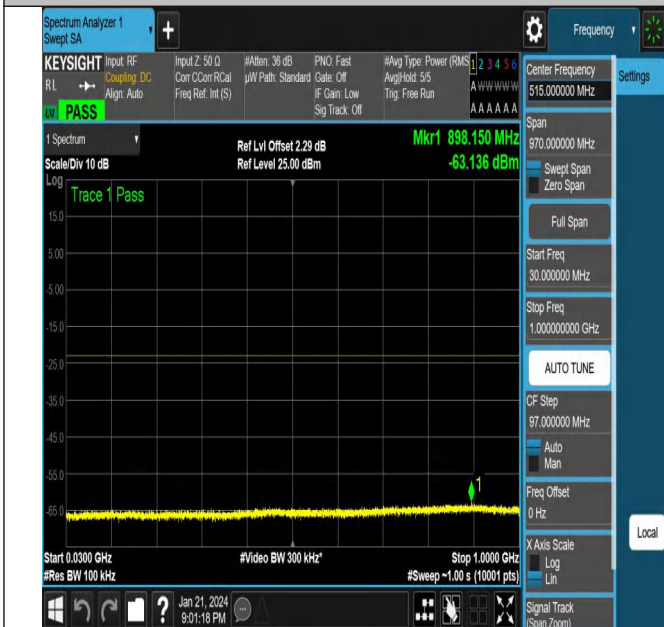 Spectrum Analyzer 1
Swept SA
+
Frequency
KEYSIGHT
RL
PASS
Input: RF
Coupling: DC
Align: Auto
Input Z: 50 Ω
Corr CCorr RCal
Freq Ref: Int (S)
#Atten: 36 dB
µW Path: Standard
PNO: Fast
Gate: Off
IF Gain: Low
Sig Track: Off
#Avg Type: Power (RMS
Avg|Hold: 5/5
Trig: Free Run
1 2 3 4 5 6
A W W W W W
A A A A A A
1 Spectrum
Scale/Div 10 dB
Ref Lvl Offset 2.29 dB
Ref Level 25.00 dBm
Mkr1 898.150 MHz
-63.136 dBm
Log
Trace 1 Pass
15.0
5.00
-5.00
-15.0
-25.0
-35.0
-45.0
-55.0
-65.0
1
Start 0.0300 GHz
#Res BW 100 kHz
#Video BW 300 kHz*
Stop 1.0000 GHz
#Sweep ~1.00 s (10001 pts)
Jan 21, 2024
9:01:18 PM
Center Frequency
515.000000 MHz
Settings
Span
970.000000 MHz
Swept Span
Zero Span
Full Span
Start Freq
30.000000 MHz
Stop Freq
1.000000000 GHz
AUTO TUNE
CF Step
97.000000 MHz
Auto
Man
Freq Offset
0 Hz
X Axis Scale
Log
Lin
Local
Signal Track
(Span Zoom)